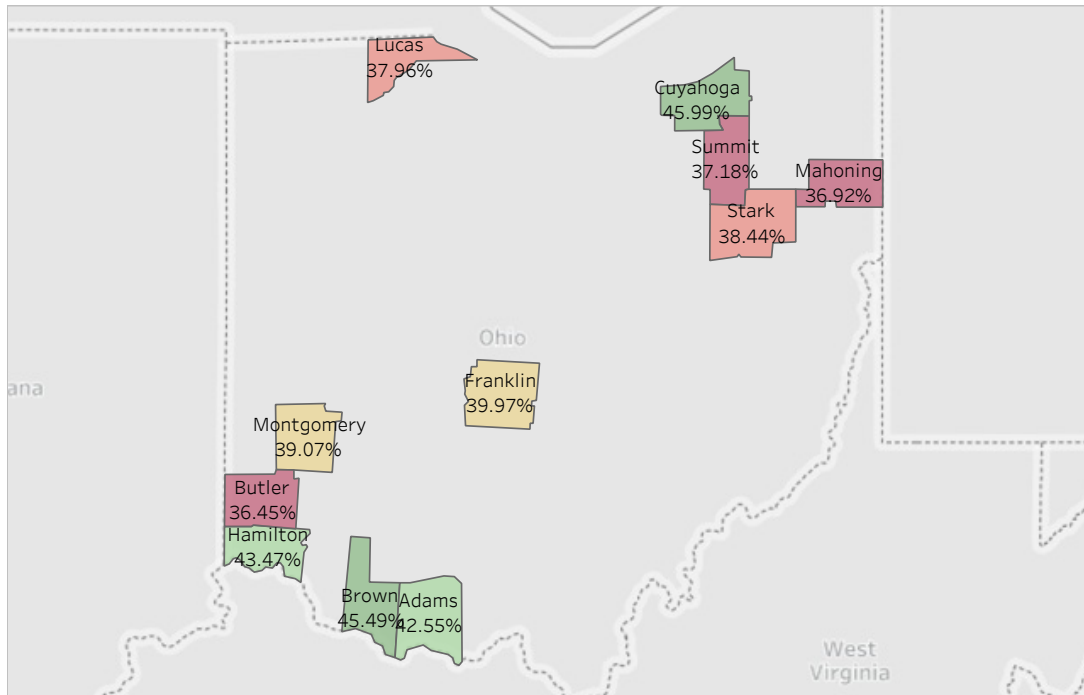 Lucas
37.96%
Cuyahoga
45.99%
Summit
37.18%
Mahoning
36.92%
Stark
38.44%
Ohio
ana
Franklin
39.97%
Montgomery
39.07%
Butler
36.45%
Hamilton
43.47%
Brown
45.49%
Adams
42.55%
West
Virginia